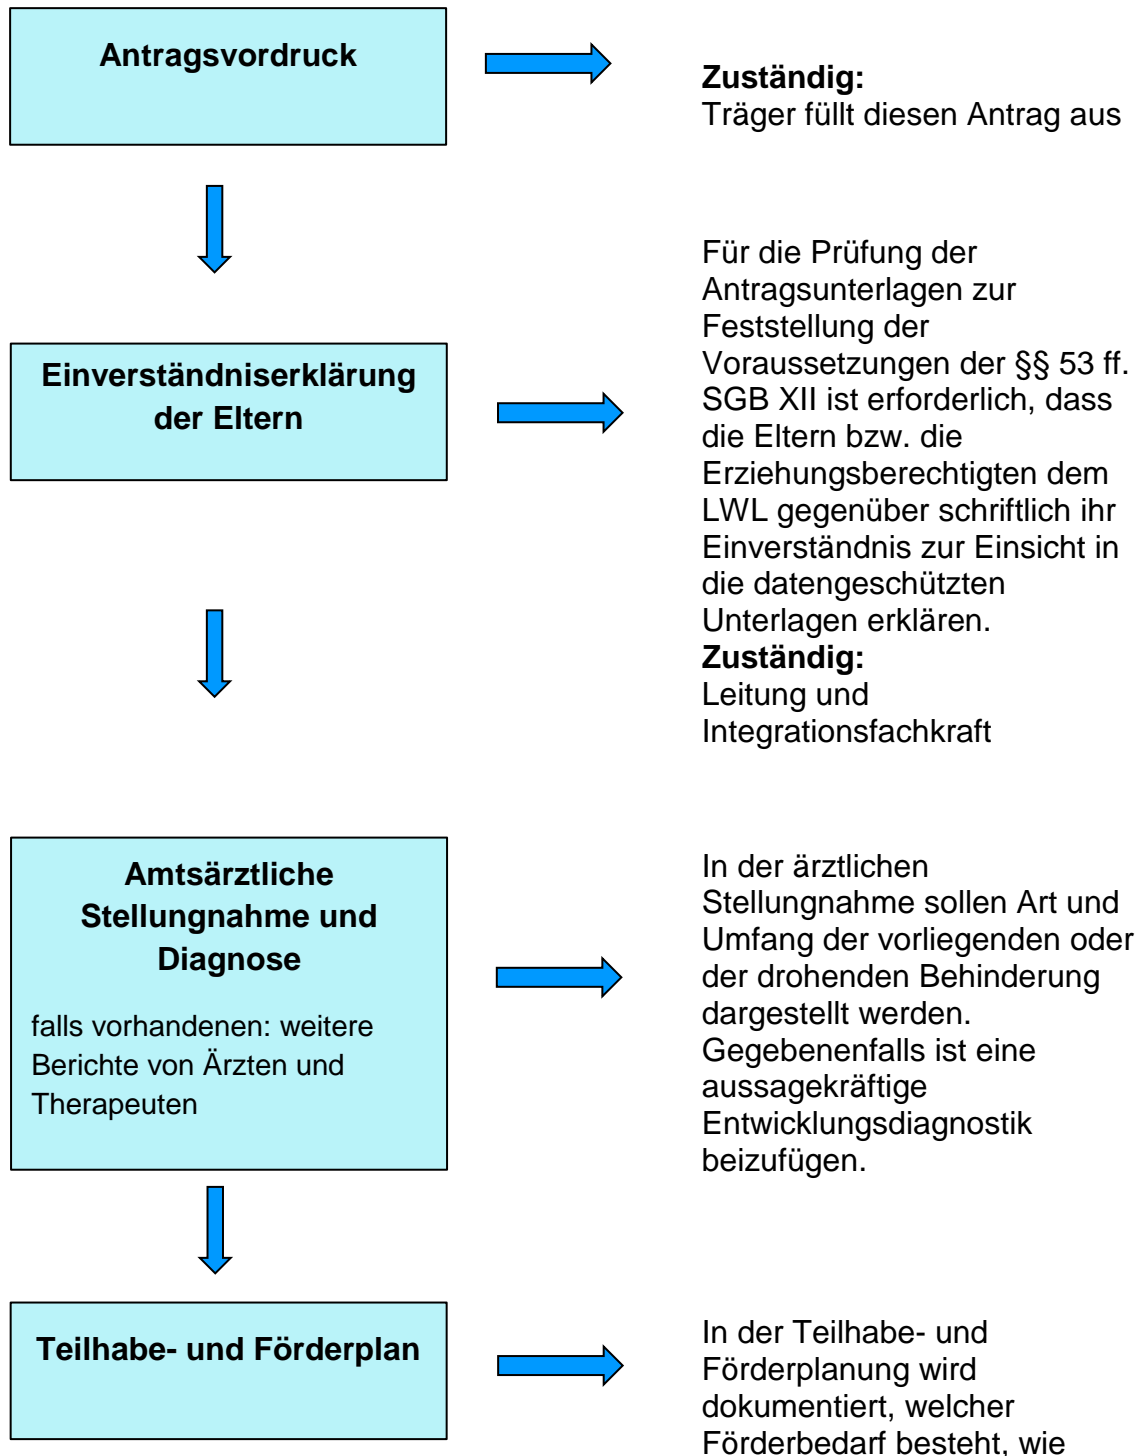 Antragsvordruck
Zuständig:
Träger füllt diesen Antrag aus
Einverständniserklärung
der Eltern
Für die Prüfung der
Antragsunterlagen zur
Feststellung der
Voraussetzungen der §§ 53 ff.
SGB XII ist erforderlich, dass
die Eltern bzw. die
Erziehungsberechtigten dem
LWL gegenüber schriftlich ihr
Einverständnis zur Einsicht in
die datengeschützten
Unterlagen erklären.
Zuständig:
Leitung und
Integrationsfachkraft
Amtsärztliche
Stellungnahme und
Diagnose
falls vorhandenen: weitere
Berichte von Ärzten und
Therapeuten
In der ärztlichen
Stellungnahme sollen Art und
Umfang der vorliegenden oder
der drohenden Behinderung
dargestellt werden.
Gegebenenfalls ist eine
aussagekräftige
Entwicklungsdiagnostik
beizufügen.
Teilhabe- und Förderplan
In der Teilhabe- und
Förderplanung wird
dokumentiert, welcher
Förderbedarf besteht, wie